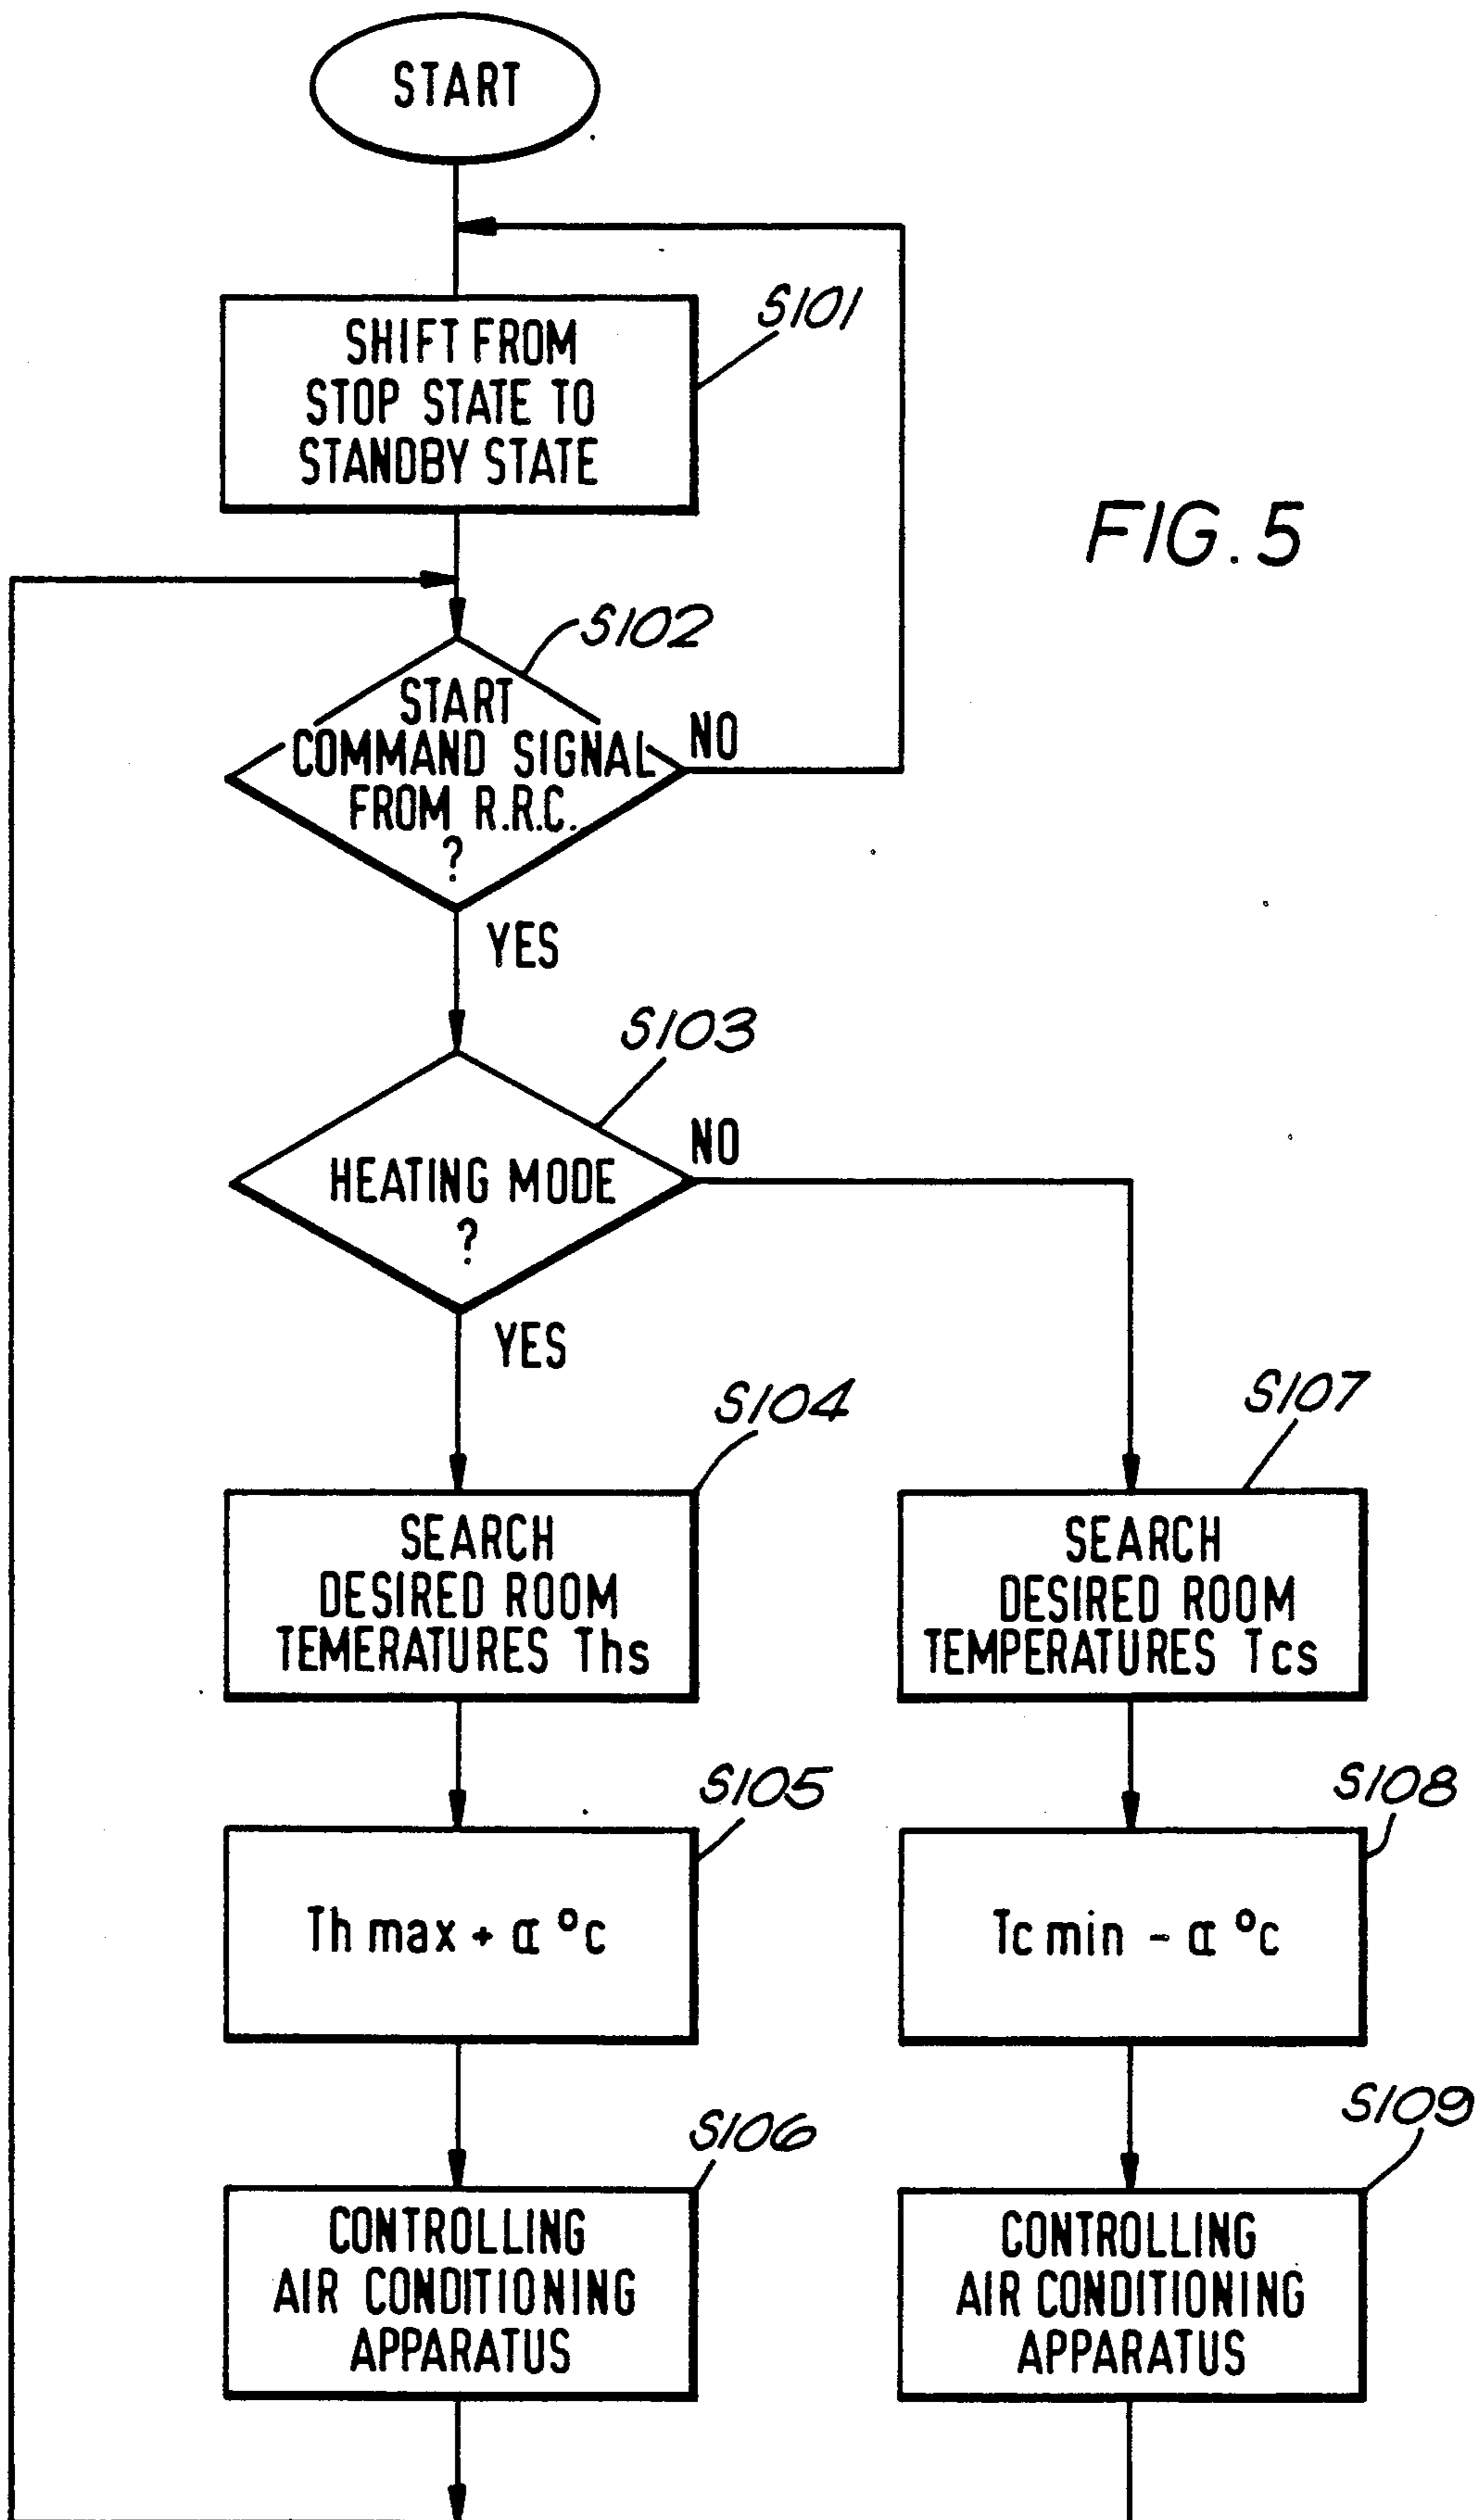 START
S101
SHIFT FROM
STOP STATE TO
STANDBY STATE
FIG. 5
S102
START
COMMAND SIGNAL
FROM R.R.C.
?
NO
YES
S103
HEATING MODE
?
NO
YES
S104
SEARCH
DESIRED ROOM
TEMERATURES Ths
S107
SEARCH
DESIRED ROOM
TEMPERATURES Tcs
S105
Th max + α °c
S108
Tc min - α °c
S106
CONTROLLING
AIR CONDITIONING
APPARATUS
S109
CONTROLLING
AIR CONDITIONING
APPARATUS